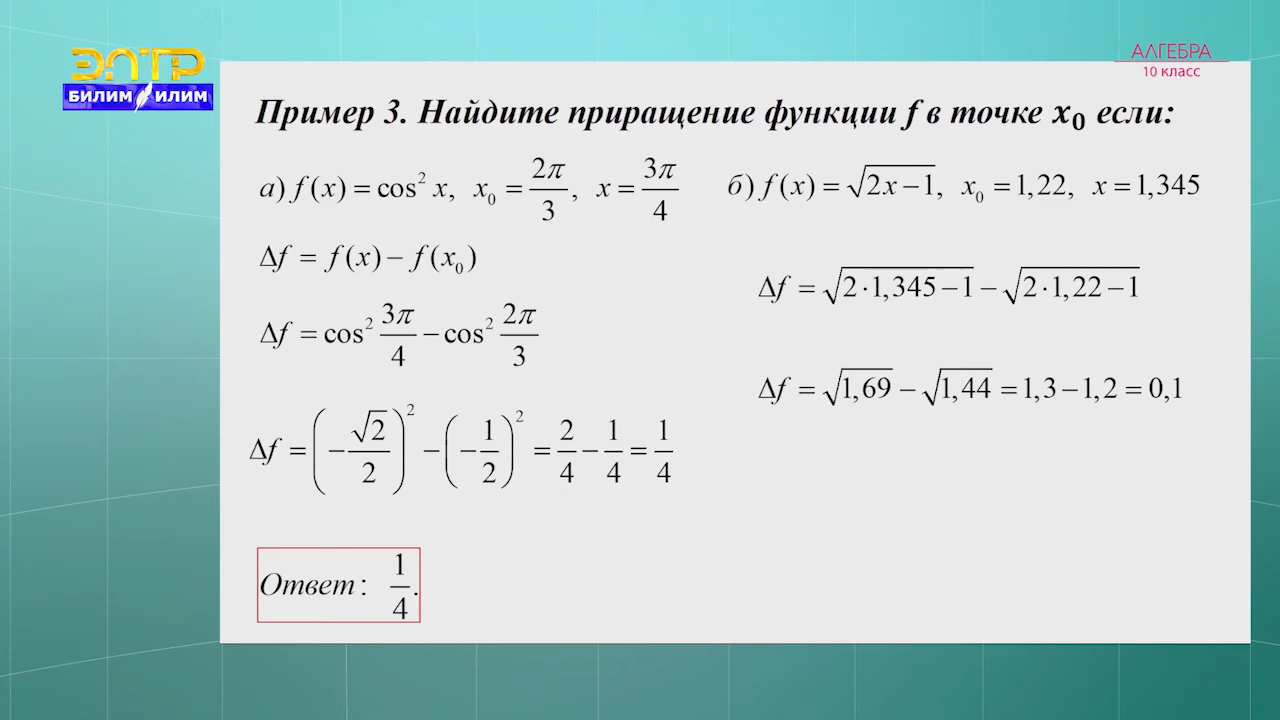 ЭЛТР
БИЛИМ ИЛИМ
АЛГЕБРА
10 класс
Пример 3. Найдите приращение функции f в точке x₀ если:
а) f(x) = cos² x, x₀ = 2π/3, x = 3π/4
Δf = f(x) − f(x₀)
Δf = cos² 3π/4 − cos² 2π/3
Δf = (−√2/2)² − (−1/2)² = 2/4 − 1/4 = 1/4
Ответ: 1/4.
б) f(x) = √(2x−1), x₀ = 1,22, x = 1,345
Δf = √(2·1,345−1) − √(2·1,22−1)
Δf = √1,69 − √1,44 = 1,3−1,2 = 0,1